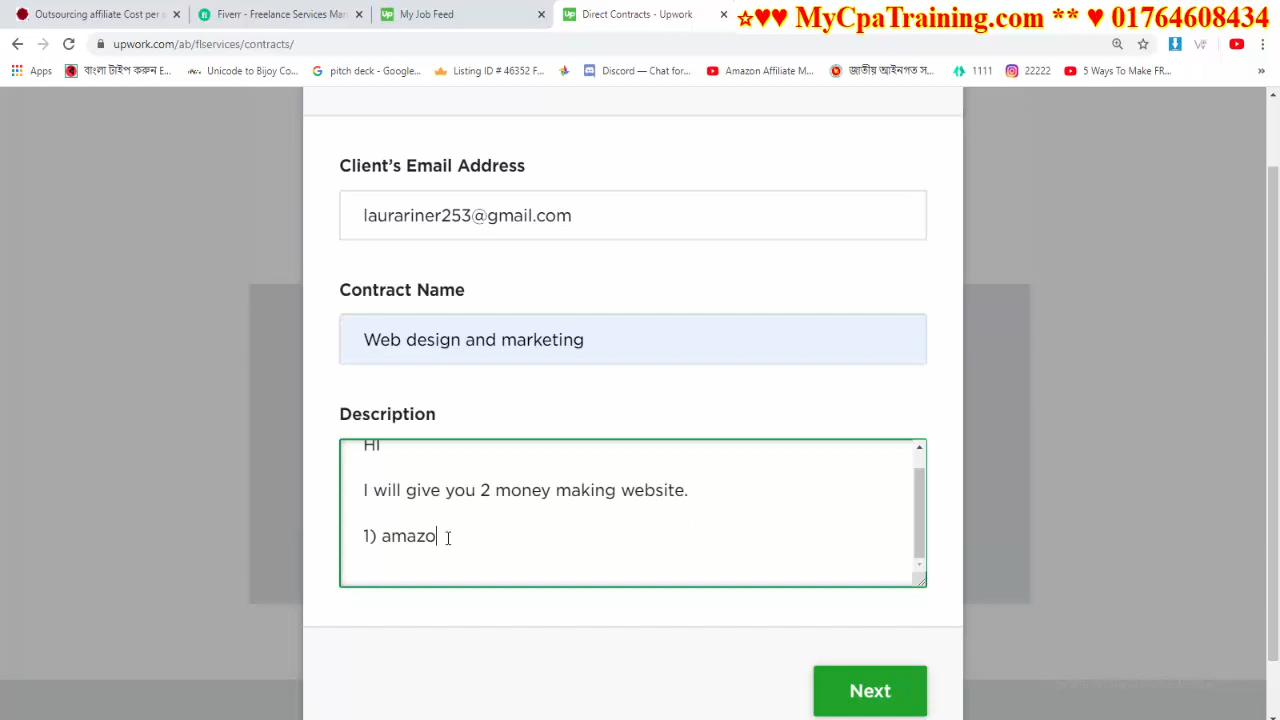 Outsourcing affiliate Cost per
Fiverr - Freelance Services Mar
My Job Feed
Direct Contracts - Upwork
☆♥♥ MyCpaTraining.com ** ♥ 01764608434
upwork.com/ab/flservices/contracts/
Apps
বাংলা টাইপ করুন E...
Unicode to Bijoy Co...
pitch deck - Google...
Listing ID # 46352 F...
Discord — Chat for...
Amazon Affiliate M...
জাতীয় আইনগত স...
1111
22222
5 Ways To Make FR...
»
Client's Email Address
laurariner253@gmail.com
Contract Name
Web design and marketing
Description
HI
I will give you 2 money making website.
1) amazo
Next